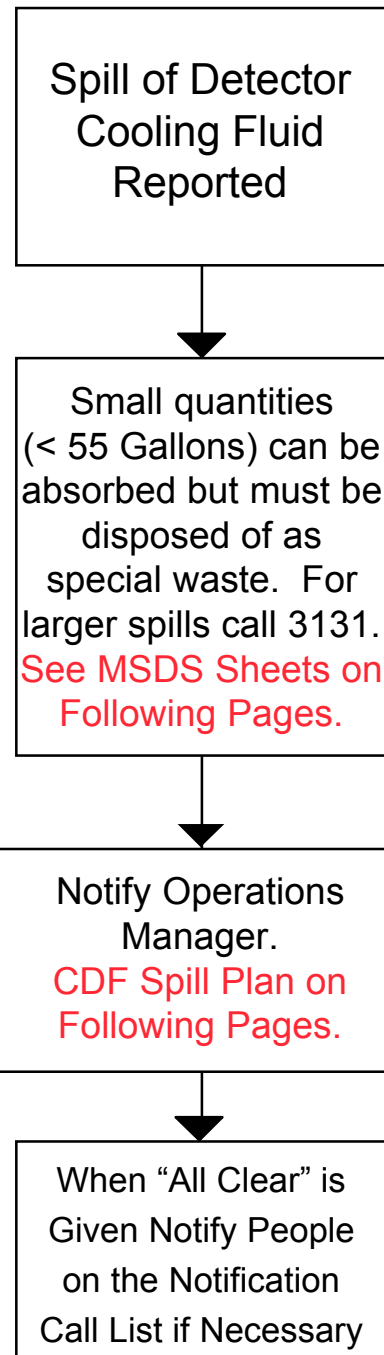 Spill of Detector
Cooling Fluid
Reported
Small quantities
(< 55 Gallons) can be
absorbed but must be
disposed of as
special waste.  For
larger spills call 3131.
See MSDS Sheets on
Following Pages.
Notify Operations
Manager.
CDF Spill Plan on
Following Pages.
When “All Clear” is
Given Notify People
on the Notification
Call List if Necessary